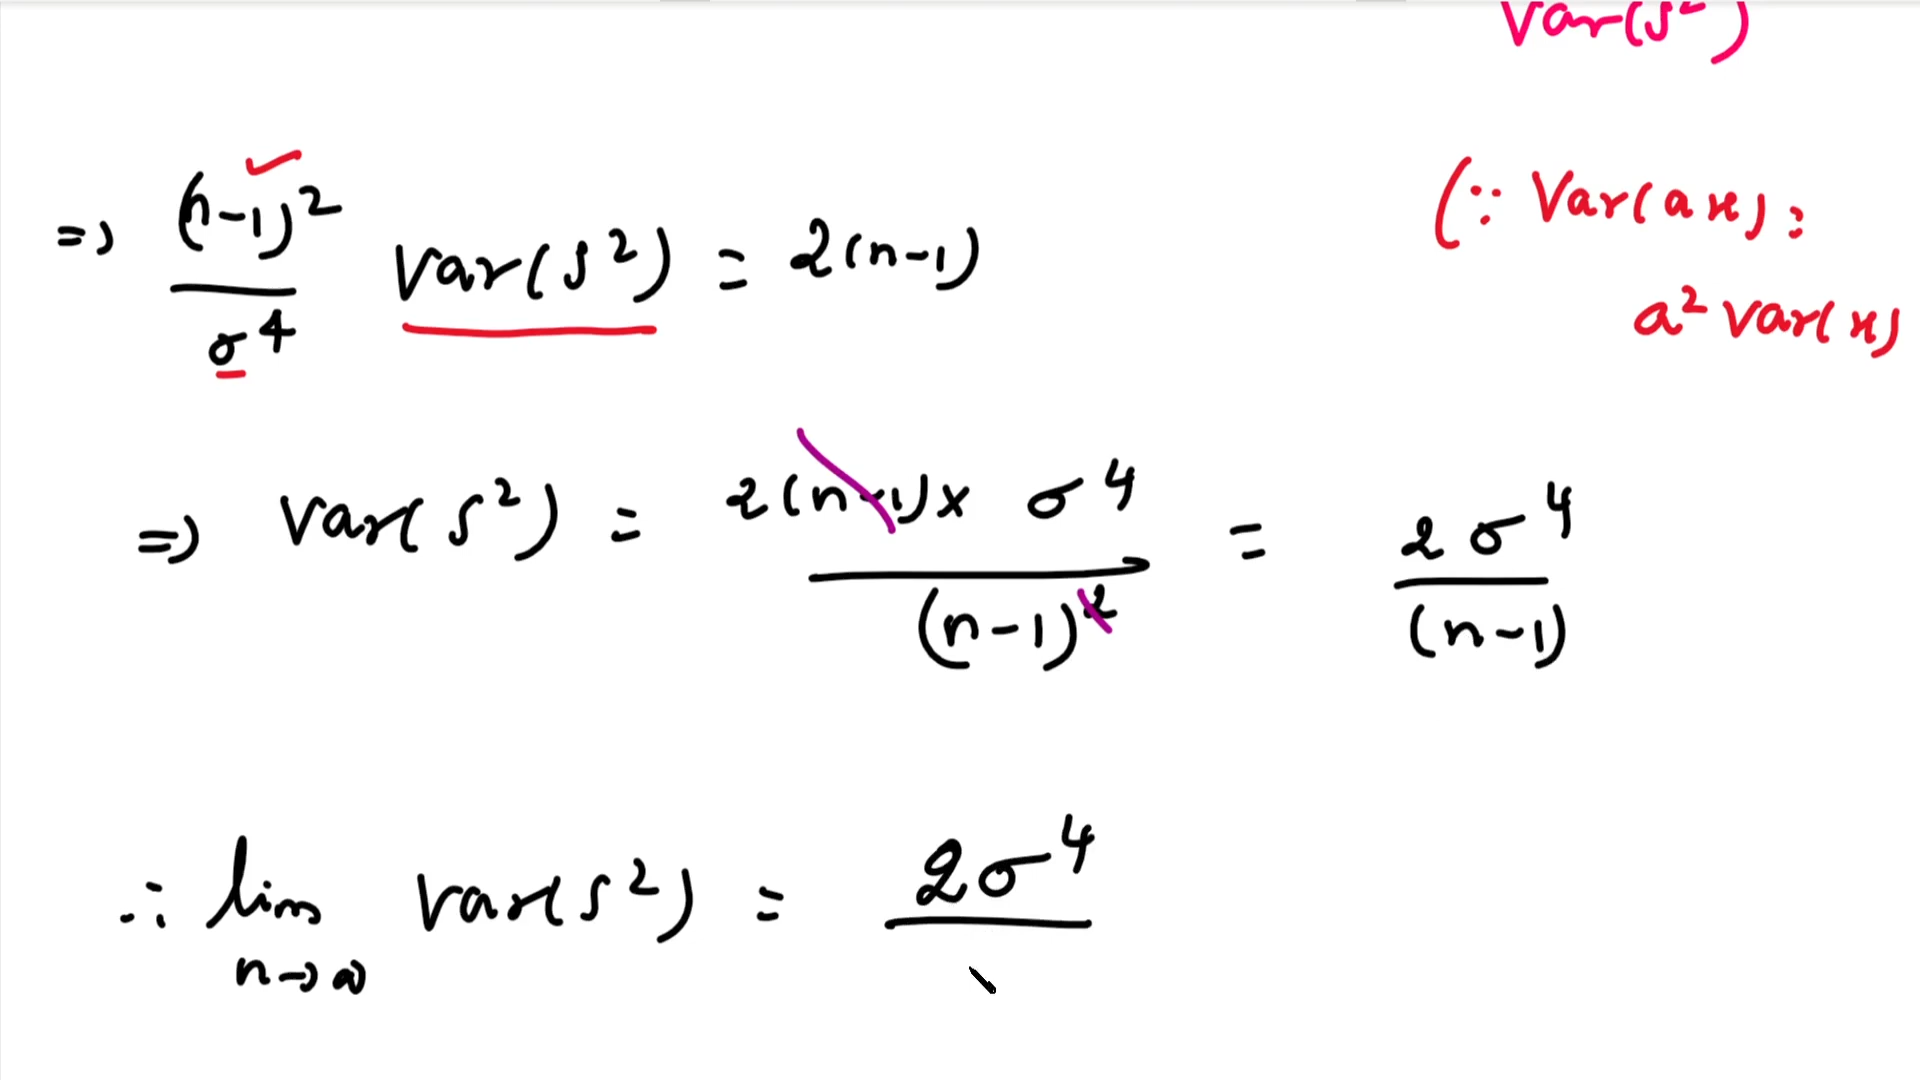 Var(s²)
=> (n-1)²/σ⁴ Var(s²) = 2(n-1)
(∵ Var(ax) =
a² Var(x)
=> Var(s²) = 2(n-1) x σ⁴ / (n-1)² = 2σ⁴/(n-1)
∴ lim n→∞ Var(s²) = 2σ⁴